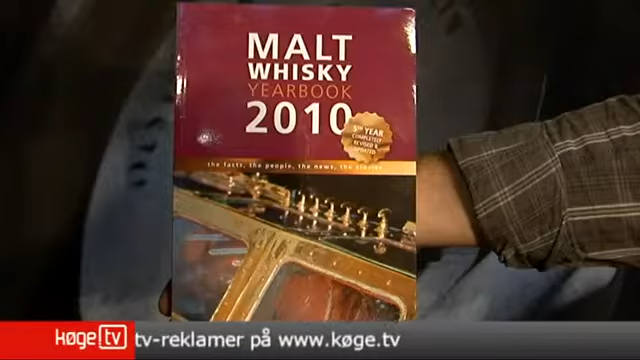 MALT
WHISKY
YEARBOOK
2010
5TH YEAR
COMPLETELY
REVISED &
UPDATED
the facts, the people, the news, the stories
køge tv
tv-reklamer på www.køge.tv